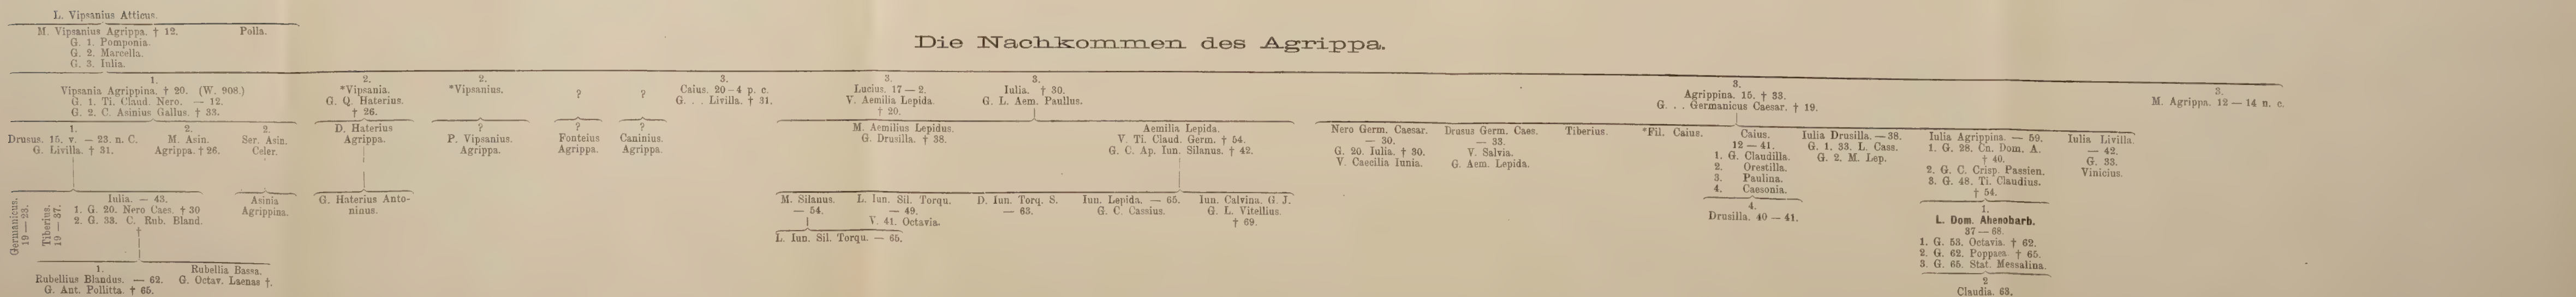 L. Vipsanius Atticus.
M. Vipsanius Agrippa. † 12.
G. 1. Pomponia.
G. 2. Marcella.
G. 3. Iulia.
Polla.
Die Nachkommen des Agrippa.
1.
Vipsania Agrippina. † 20. (W. 908.)
G. 1. Ti. Claud. Nero. — 12.
G. 2. C. Asinius Gallus. † 33.
2.
*Vipsania.
G. Q. Haterius.
† 26.
2.
*Vipsanius.
?
?
3.
Caius. 20–4 p. c.
G. . . Livilla. † 31.
3.
Lucius. 17 — 2.
V. Aemilia Lepida.
† 20.
3.
Iulia. † 30.
G. L. Aem. Paullus.
3.
Agrippina. 15. † 33.
G. . . Germanicus Caesar. † 19.
3.
M. Agrippa. 12 — 14 n. c.
1.
Drusus. 15. v. — 23. n. C.
G. Livilla. † 31.
2.
M. Asin.
Agrippa. † 26.
2.
Ser. Asin.
Celer.
D. Haterius
Agrippa.
?
P. Vipsanius.
Agrippa.
?
Fonteius
Agrippa.
?
Caninius
Agrippa.
M. Aemilius Lepidus.
G. Drusilla. † 38.
Aemilia Lepida.
V. Ti. Claud. Germ. † 54.
G. C. Ap. Iun. Silanus. † 42.
Nero Germ. Caesar.
— 30.
G. 20. Iulia. † 30.
V. Caecilia Iunia.
Drusus Germ. Caes.
— 33.
V. Salvia.
G. Aem. Lepida.
Tiberius.
*Fil. Caius.
Caius.
12 — 41.
1. G. Claudilla.
2. Orestilla.
3. Paulina.
4. Caesonia.
Iulia Drusilla. — 38.
G. 1. 33. L. Cass.
G. 2. M. Lep.
Iulia Agrippina. — 59.
1. G. 28. Cn. Dom. A.
† 40.
2. G. C. Crisp. Passien.
3. G. 48. Ti. Claudius.
† 54.
Iulia Livilla.
— 42.
G. 33.
Vinicius.
Germanicus.
19 — 23.
Tiberius.
19 — 37.
Iulia. — 43.
1. G. 20. Nero Caes. † 30
2. G. 33. C. Rub. Bland.
†
Asinia
Agrippina.
G. Haterius Anto-
ninus.
M. Silanus.
— 54.
L. Iun. Sil. Torqu.
— 49.
V. 41. Octavia.
D. Iun. Torq. S.
— 63.
Iun. Lepida. — 65.
G. C. Cassius.
Iun. Calvina. G. J.
G. L. Vitellius.
† 69.
4.
Drusilla. 40 — 41.
1.
L. Dom. Ahenobarb.
37 — 68.
1. G. 53. Octavia. † 62.
2. G. 62. Poppaea. † 65.
3. G. 65. Stat. Messalina.
L. Iun. Sil. Torqu. — 65.
1.
Rubellius Blandus. — 62.
G. Ant. Pollitta. † 65.
Rubellia Bassa.
G. Octav. Laenas †.
2
Claudia. 63.